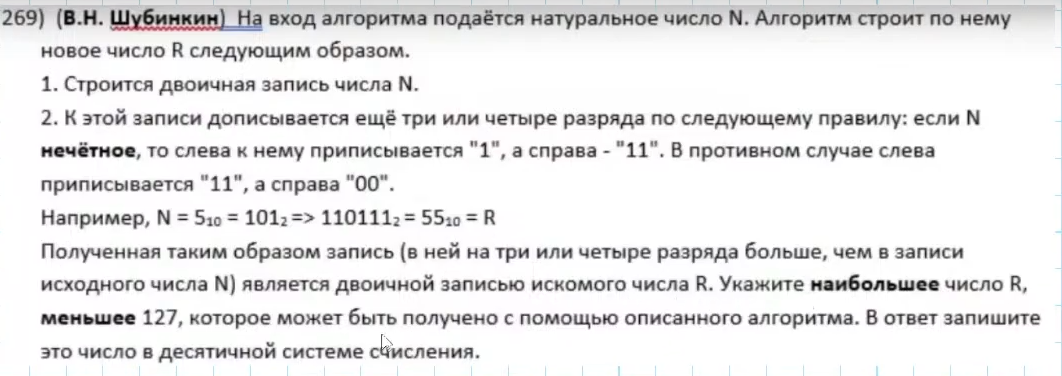 269) (В.Н. Шубинкин) На вход алгоритма подаётся натуральное число N. Алгоритм строит по нему
новое число R следующим образом.
1. Строится двоичная запись числа N.
2. К этой записи дописывается ещё три или четыре разряда по следующему правилу: если N
нечётное, то слева к нему приписывается "1", а справа - "11". В противном случае слева
приписывается "11", а справа "00".
Например, N = 5₁₀ = 101₂ => 110111₂ = 55₁₀ = R
Полученная таким образом запись (в ней на три или четыре разряда больше, чем в записи
исходного числа N) является двоичной записью искомого числа R. Укажите наибольшее число R,
меньшее 127, которое может быть получено с помощью описанного алгоритма. В ответ запишите
это число в десятичной системе счисления.